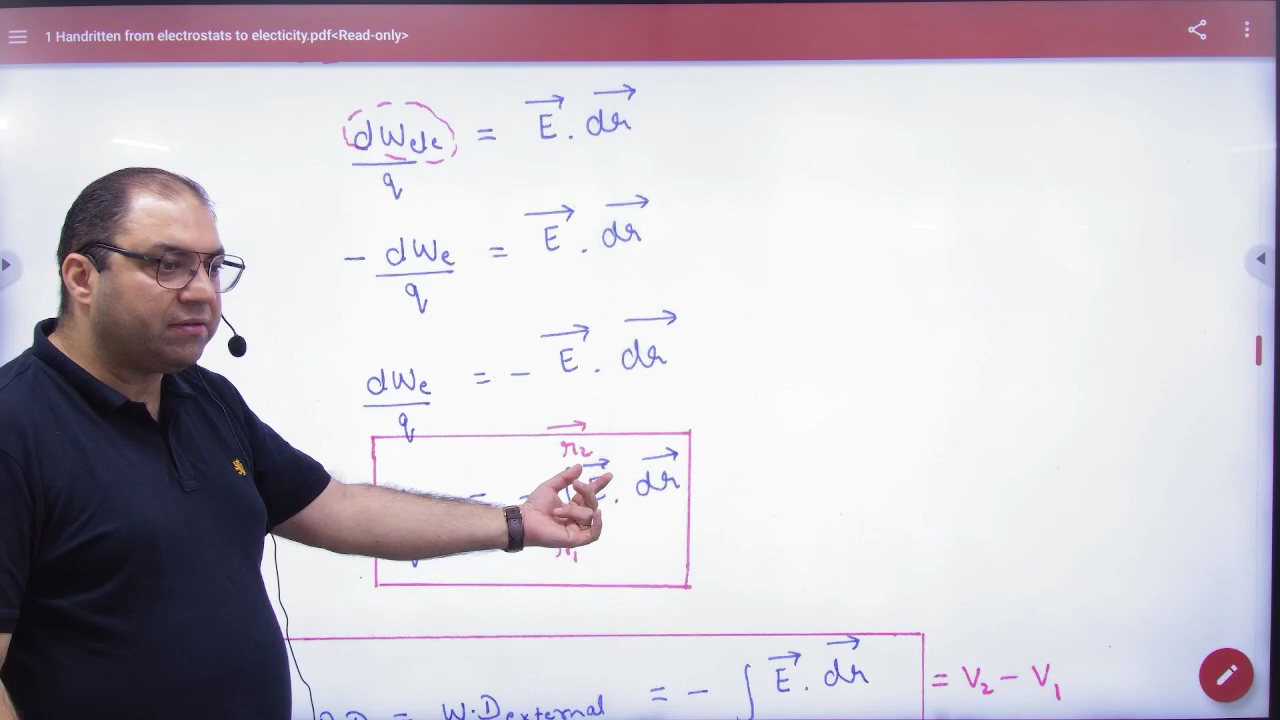 1 Handritten from electrostats to electicity.pdf<Read-only>
dWele/q = E⃗ . dr⃗
- dWe/q = E⃗ . dr⃗
dWe/q = - E⃗ . dr⃗
r⃗₂
= - ∫ E⃗ . dr⃗
r₁
= W.Dexternal = - ∫ E⃗ . dr⃗ = V₂ - V₁